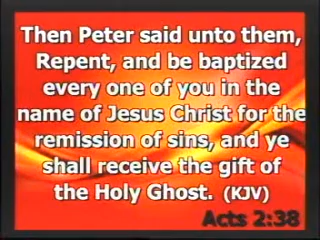 Then Peter said unto them,
Repent, and be baptized
every one of you in the
name of Jesus Christ for the
remission of sins, and ye
shall receive the gift of
the Holy Ghost. (KJV)
Acts 2:38